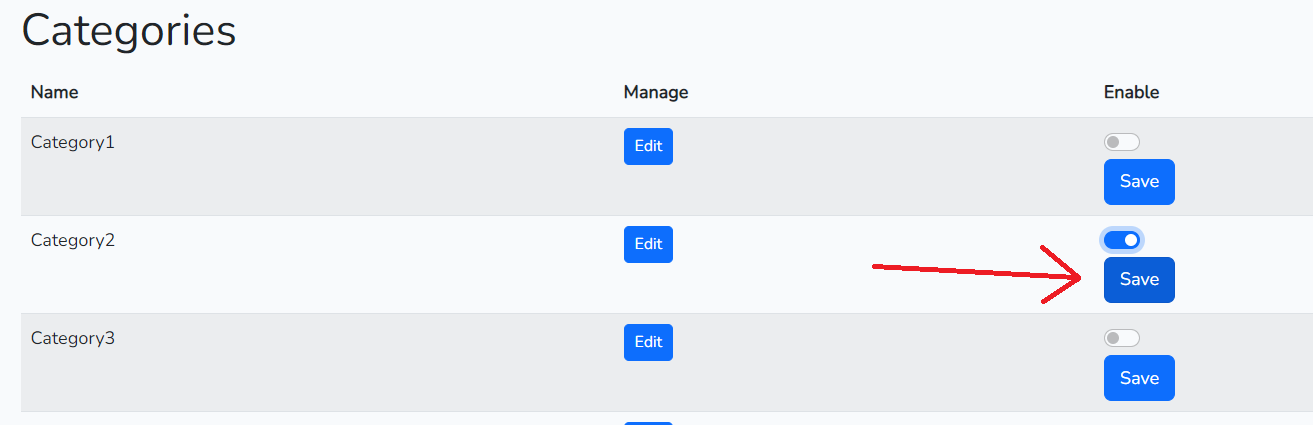 Categories
Name Manage Enable
Category1 Edit
Save
Category2 Edit
Save
Category3 Edit
Save